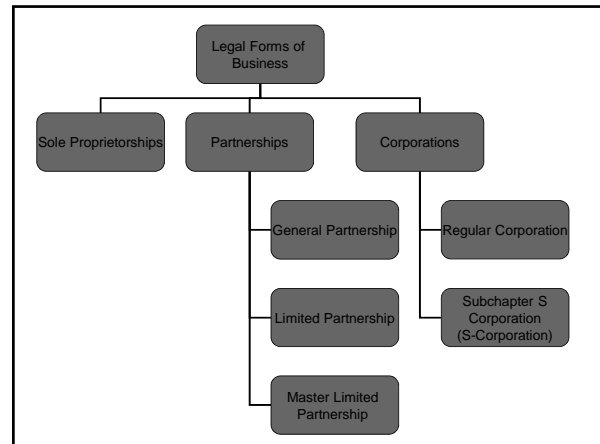 Legal Forms of
Business
Sole Proprietorships
Partnerships
Corporations
General Partnership
Regular Corporation
Limited Partnership
Subchapter S
Corporation
(S-Corporation)
Master Limited
Partnership